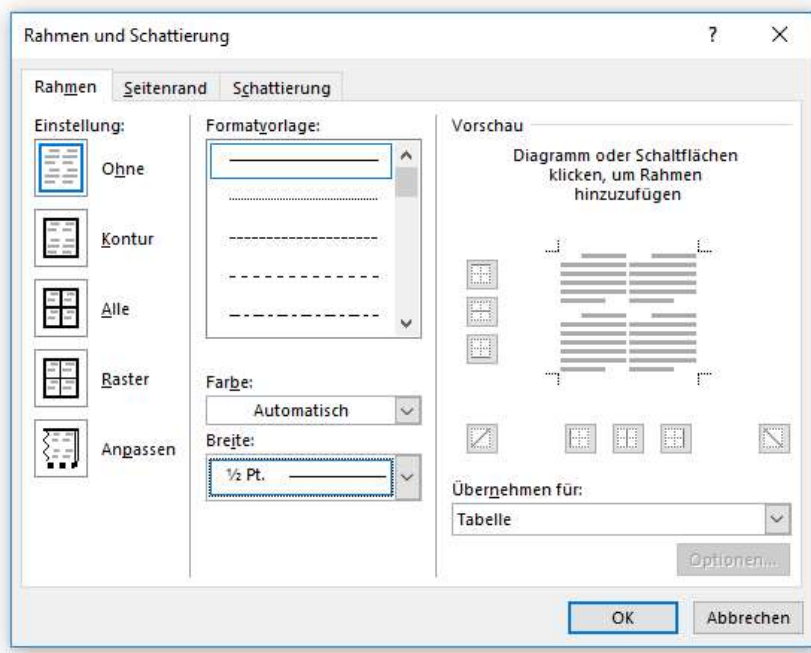 Rahmen und Schattierung
?
Rahmen
Seitenrand
Schattierung
Einstellung:
Ohne
Kontur
Alle
Raster
Anpassen
Formatvorlage:
Farbe:
Automatisch
Breite:
½ Pt.
Vorschau
Diagramm oder Schaltflächen
klicken, um Rahmen
hinzuzufügen
Übernehmen für:
Tabelle
Optionen...
OK
Abbrechen